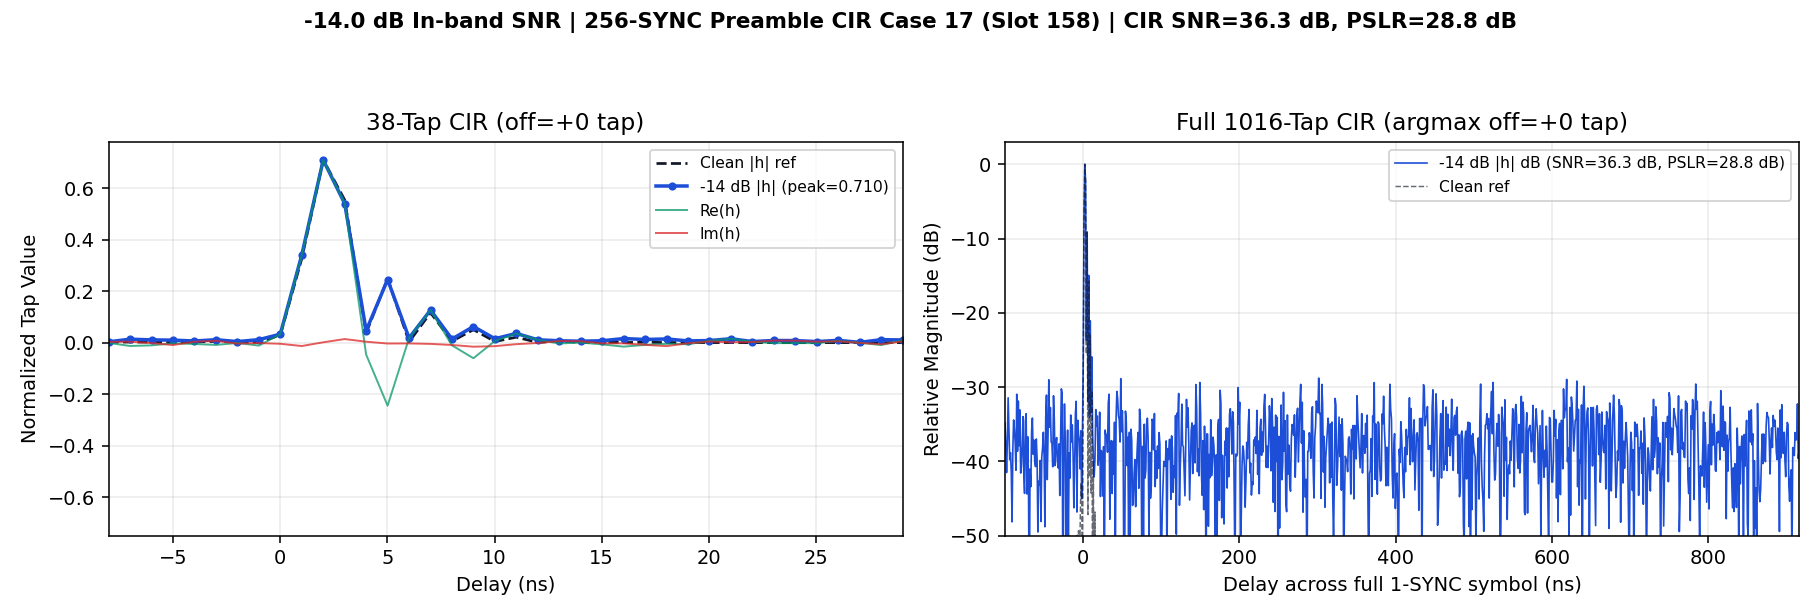 -14.0 dB In-band SNR | 256-SYNC Preamble CIR Case 17 (Slot 158) | CIR SNR=36.3 dB, PSLR=28.8 dB
38-Tap CIR (off=+0 tap)
Normalized Tap Value
0.6
0.4
0.2
0.0
−0.2
−0.4
−0.6
Clean |h| ref
-14 dB |h| (peak=0.710)
Re(h)
Im(h)
−5
0
5
10
15
20
25
Delay (ns)
Full 1016-Tap CIR (argmax off=+0 tap)
Relative Magnitude (dB)
0
−10
−20
−30
−40
−50
-14 dB |h| dB (SNR=36.3 dB, PSLR=28.8 dB)
Clean ref
0
200
400
600
800
Delay across full 1-SYNC symbol (ns)